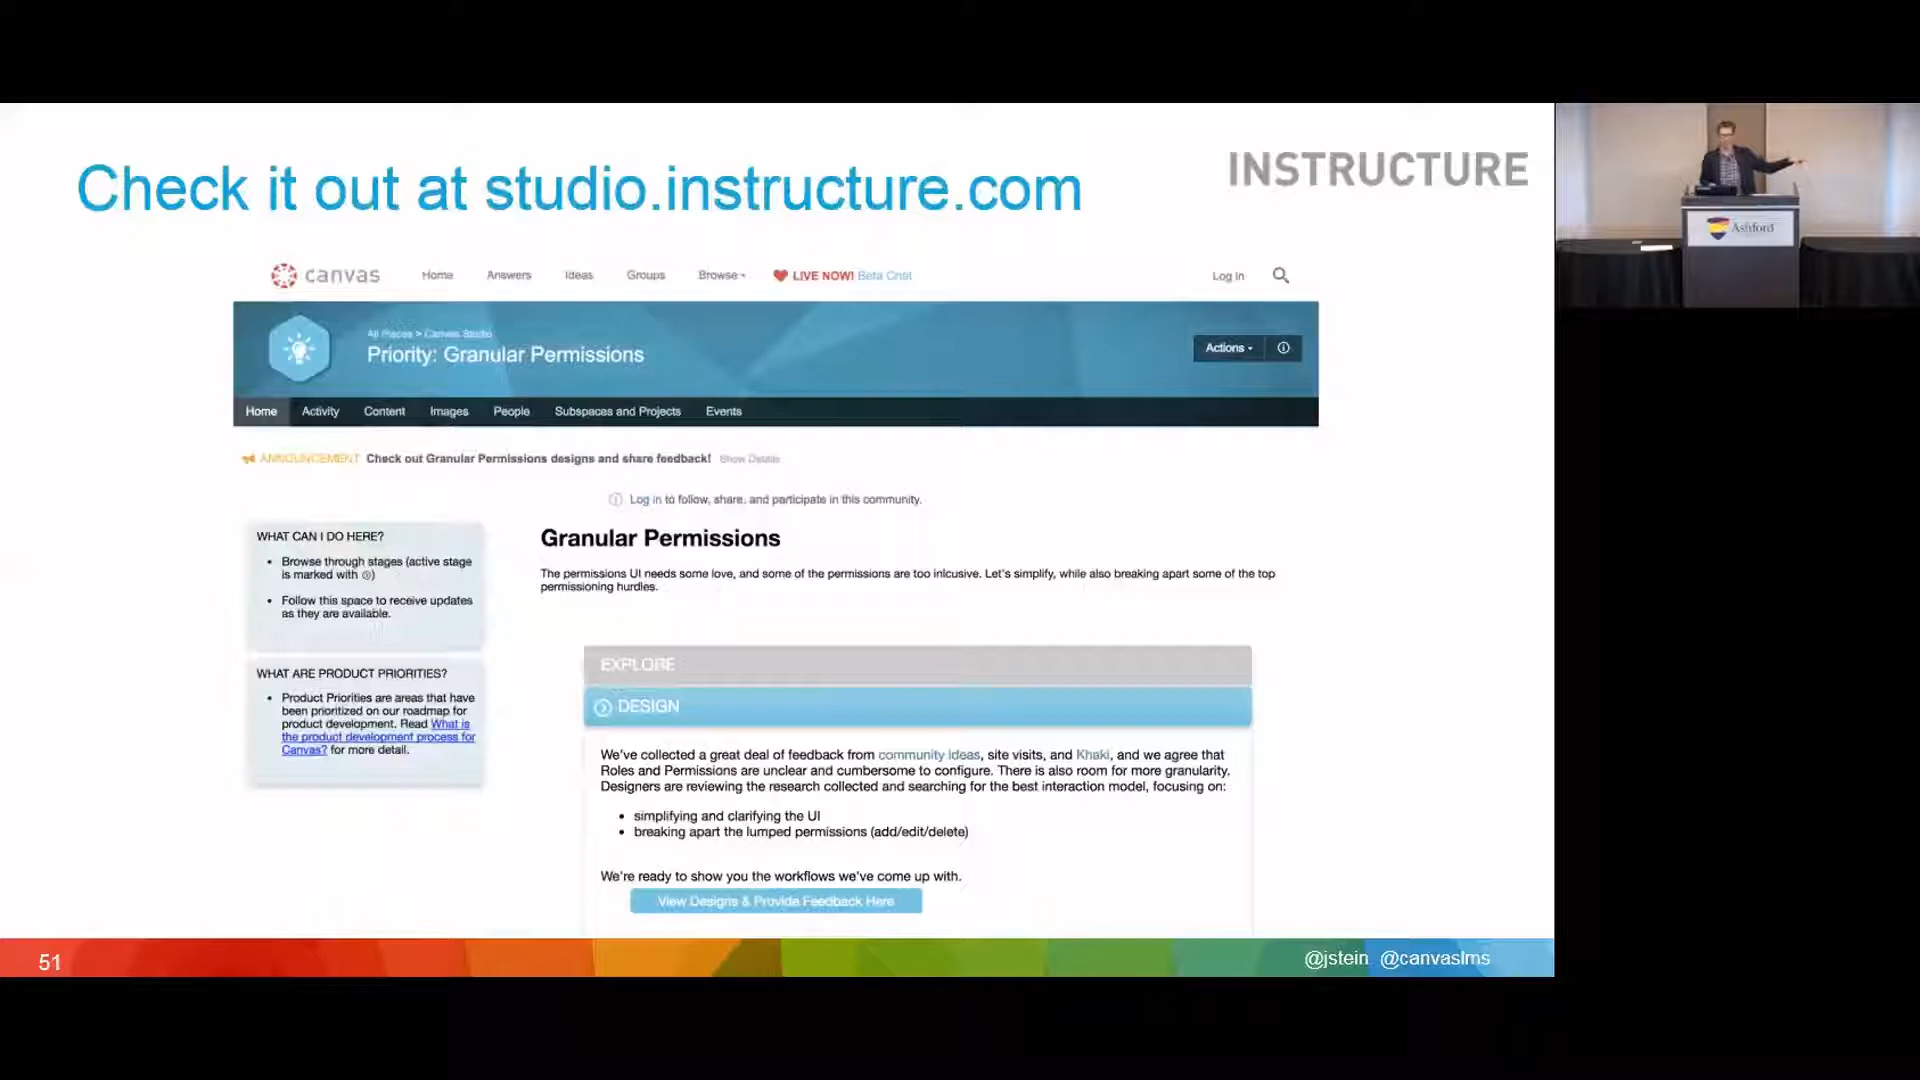 Check it out at studio.instructure.com
INSTRUCTURE
canvas Home Answers Ideas Groups Browse LIVE NOW! Beta Chat Log In
All Places > Canvas Studio
Priority: Granular Permissions
Actions
Home Activity Content Images People Subspaces and Projects Events
ANNOUNCEMENT Check out Granular Permissions designs and share feedback! Show Details
Log in to follow, share, and participate in this community.
WHAT CAN I DO HERE?
• Browse through stages (active stage
is marked with )
• Follow this space to receive updates
as they are available.
WHAT ARE PRODUCT PRIORITIES?
• Product Priorities are areas that have
been prioritized on our roadmap for
product development. Read What is
the product development process for
Canvas? for more detail.
Granular Permissions
The permissions UI needs some love, and some of the permissions are too inlcusive. Let's simplify, while also breaking apart some of the top
permissioning hurdles.
EXPLORE
DESIGN
We've collected a great deal of feedback from community ideas, site visits, and Khaki, and we agree that
Roles and Permissions are unclear and cumbersome to configure. There is also room for more granularity.
Designers are reviewing the research collected and searching for the best interaction model, focusing on:
• simplifying and clarifying the UI
• breaking apart the lumped permissions (add/edit/delete)
We're ready to show you the workflows we've come up with.
View Designs & Provide Feedback Here
51
@jstein @canvaslms
Ashford